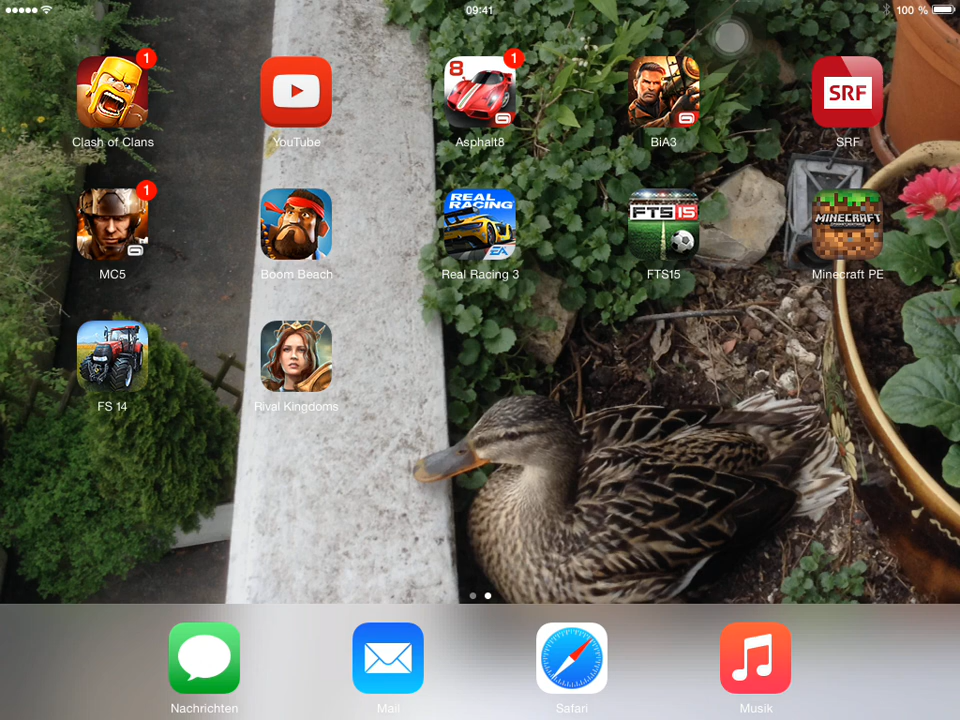 09:41
100 %
1
8
1
SRF
Clash of Clans
YouTube
Asphalt8
BiA3
SRF
1
REAL
RACING
EA
FTS15
MINECRAFT
MC5
Boom Beach
Real Racing 3
FTS15
Minecraft PE
FS 14
Rival Kingdoms
Nachrichten
Mail
Safari
Musik